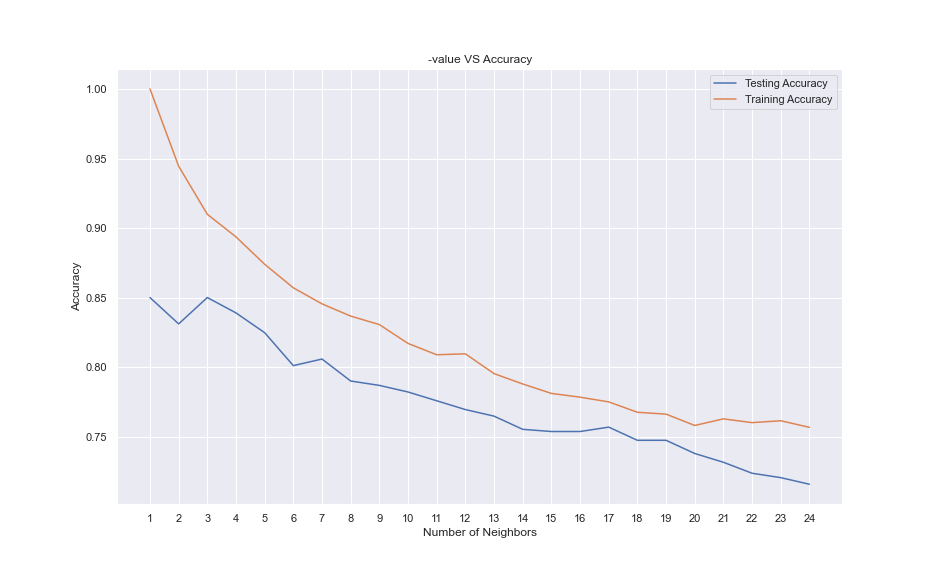 -value VS Accuracy
Testing Accuracy
Training Accuracy
1.00
0.95
0.90
0.85
0.80
0.75
Accuracy
1 2 3 4 5 6 7 8 9 10 11 12 13 14 15 16 17 18 19 20 21 22 23 24
Number of Neighbors